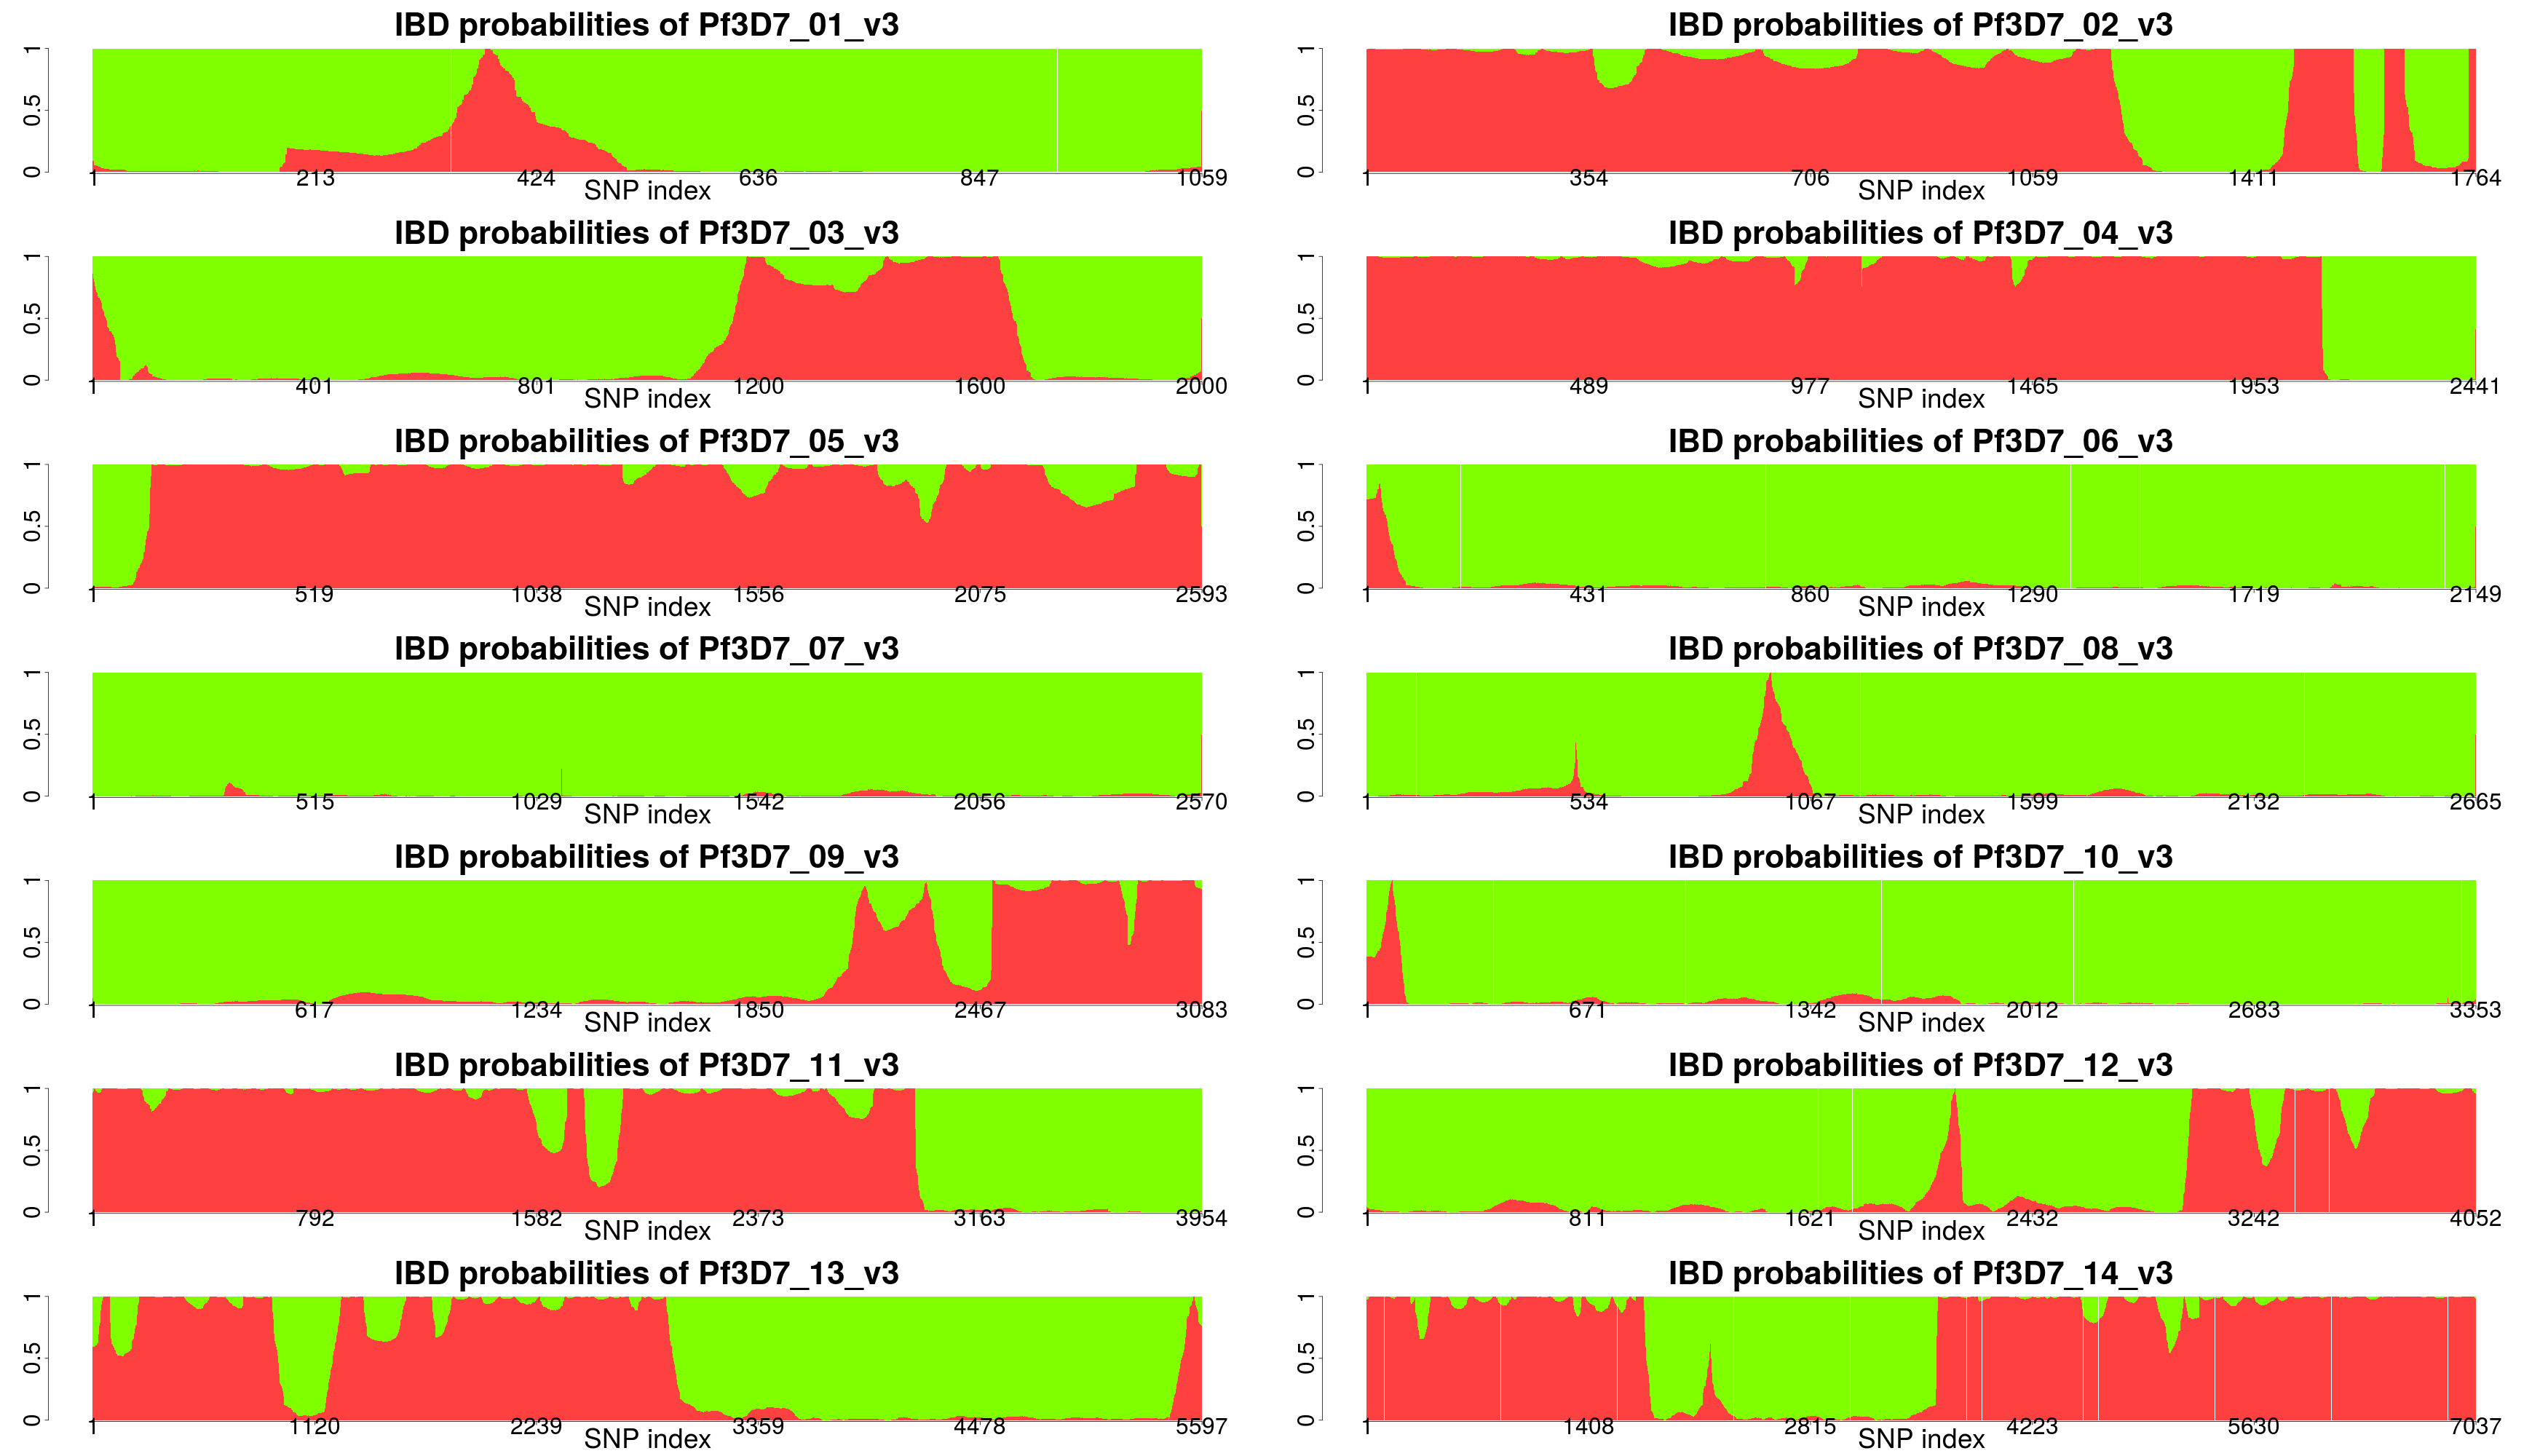 IBD probabilities of Pf3D7_01_v3
0 0.5 1
1 213 424 636 847 1059
SNP index
IBD probabilities of Pf3D7_02_v3
0 0.5 1
1 354 706 1059 1411 1764
SNP index
IBD probabilities of Pf3D7_03_v3
0 0.5 1
1 401 801 1200 1600 2000
SNP index
IBD probabilities of Pf3D7_04_v3
0 0.5 1
1 489 977 1465 1953 2441
SNP index
IBD probabilities of Pf3D7_05_v3
0 0.5 1
1 519 1038 1556 2075 2593
SNP index
IBD probabilities of Pf3D7_06_v3
0 0.5 1
1 431 860 1290 1719 2149
SNP index
IBD probabilities of Pf3D7_07_v3
0 0.5 1
1 515 1029 1542 2056 2570
SNP index
IBD probabilities of Pf3D7_08_v3
0 0.5 1
1 534 1067 1599 2132 2665
SNP index
IBD probabilities of Pf3D7_09_v3
0 0.5 1
1 617 1234 1850 2467 3083
SNP index
IBD probabilities of Pf3D7_10_v3
0 0.5 1
1 671 1342 2012 2683 3353
SNP index
IBD probabilities of Pf3D7_11_v3
0 0.5 1
1 792 1582 2373 3163 3954
SNP index
IBD probabilities of Pf3D7_12_v3
0 0.5 1
1 811 1621 2432 3242 4052
SNP index
IBD probabilities of Pf3D7_13_v3
0 0.5 1
1 1120 2239 3359 4478 5597
SNP index
IBD probabilities of Pf3D7_14_v3
0 0.5 1
1 1408 2815 4223 5630 7037
SNP index